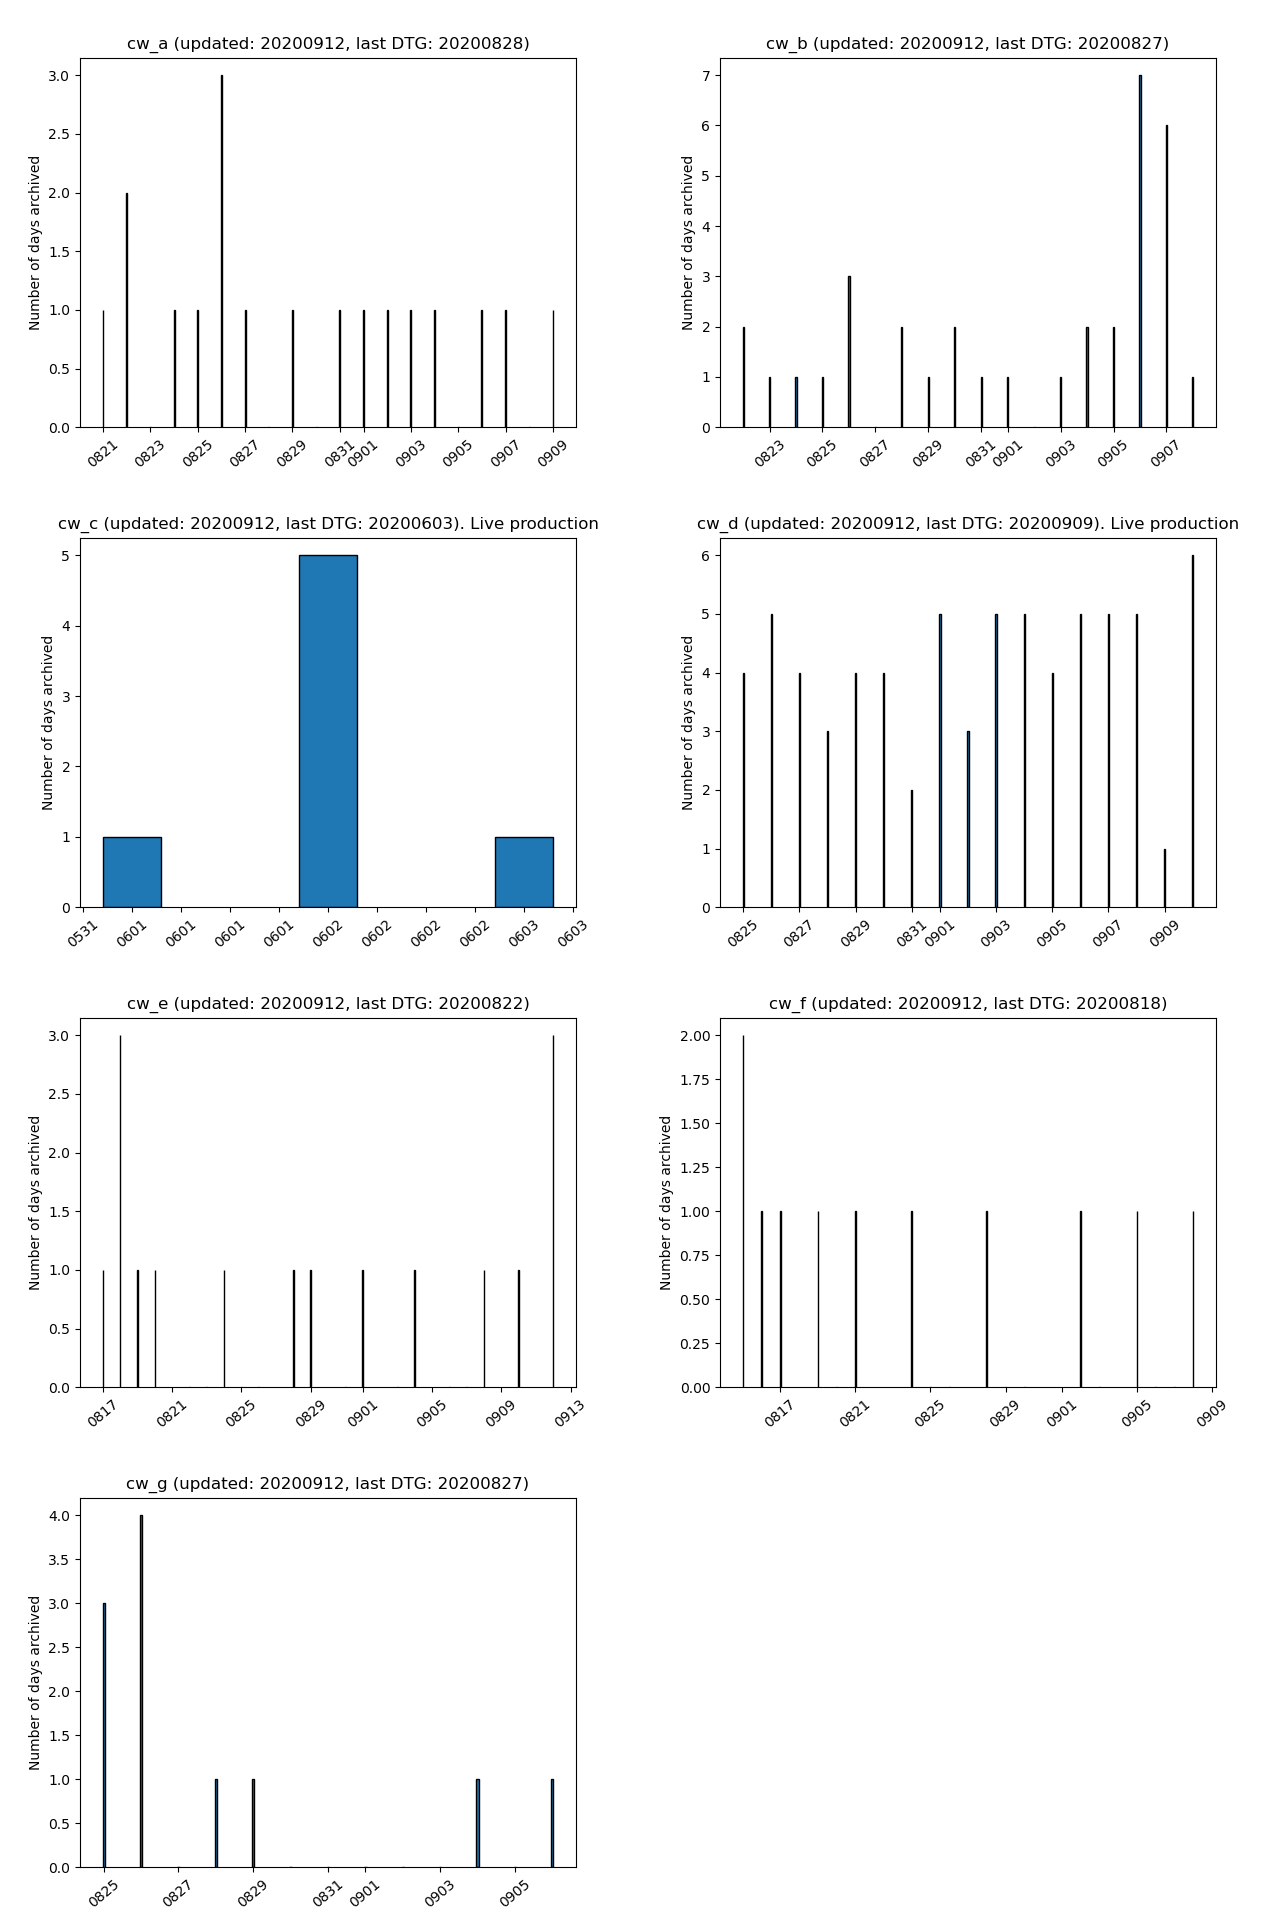 cw_a (updated: 20200912, last DTG: 20200828)
Number of days archived
3.0
2.5
2.0
1.5
1.0
0.5
0.0
0821 0823 0825 0827 0829 0831 0901 0903 0905 0907 0909
cw_b (updated: 20200912, last DTG: 20200827)
Number of days archived
7
6
5
4
3
2
1
0
0823 0825 0827 0829 0831 0901 0903 0905 0907
cw_c (updated: 20200912, last DTG: 20200603). Live production
Number of days archived
5
4
3
2
1
0
0531 0601 0601 0601 0601 0602 0602 0602 0602 0603 0603
cw_d (updated: 20200912, last DTG: 20200909). Live production
Number of days archived
6
5
4
3
2
1
0
0825 0827 0829 0831 0901 0903 0905 0907 0909
cw_e (updated: 20200912, last DTG: 20200822)
Number of days archived
3.0
2.5
2.0
1.5
1.0
0.5
0.0
0817 0821 0825 0829 0901 0905 0909 0913
cw_f (updated: 20200912, last DTG: 20200818)
Number of days archived
2.00
1.75
1.50
1.25
1.00
0.75
0.50
0.25
0.00
0817 0821 0825 0829 0901 0905 0909
cw_g (updated: 20200912, last DTG: 20200827)
Number of days archived
4.0
3.5
3.0
2.5
2.0
1.5
1.0
0.5
0.0
0825 0827 0829 0831 0901 0903 0905